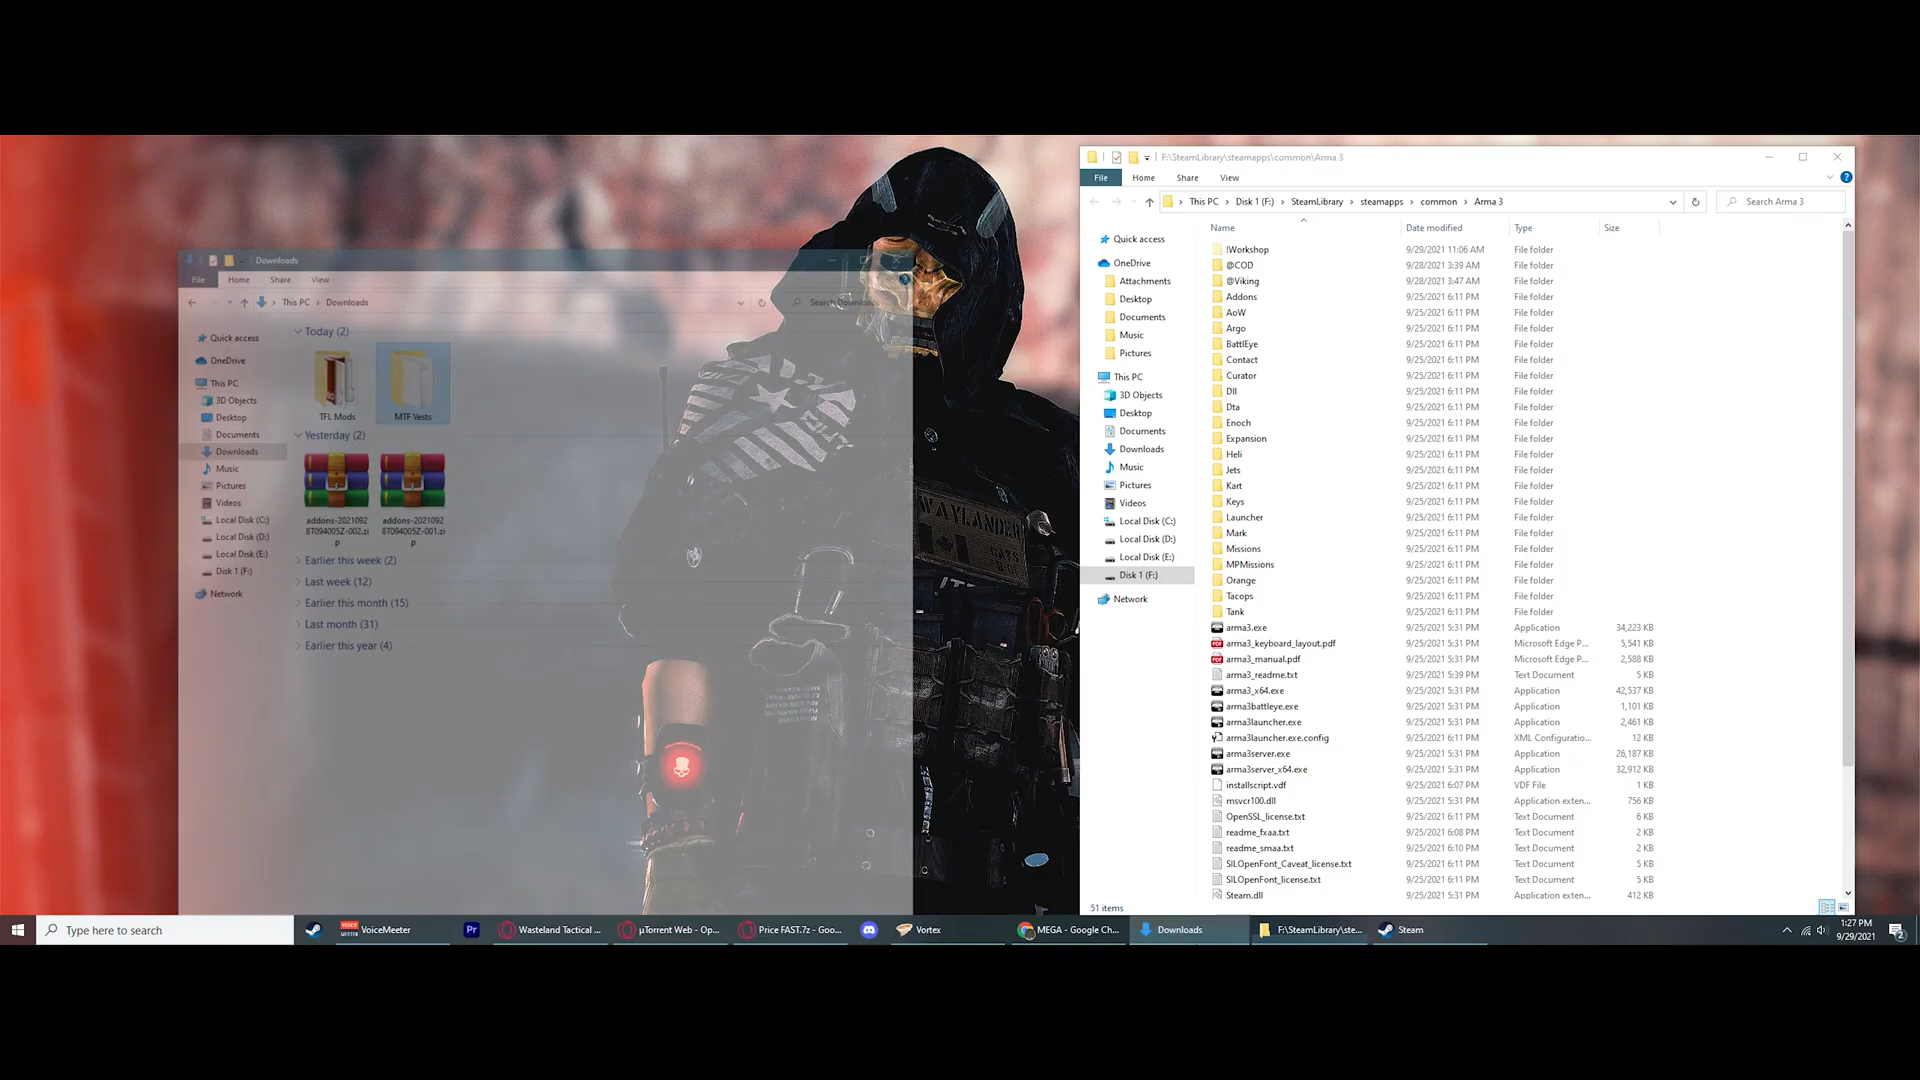 Downloads
File Home Share View
This PC > Downloads
Search Downloads
Quick access
OneDrive
This PC
3D Objects
Desktop
Documents
Downloads
Music
Pictures
Videos
Local Disk (C:)
Local Disk (D:)
Local Disk (E:)
Disk 1 (F:)
Network
Today (2)
TFL Mods
MTF Vests
Yesterday (2)
addons-2021092
8T094005Z-002.zi
p
addons-2021092
8T094005Z-001.zi
p
Earlier this week (2)
Last week (12)
Earlier this month (15)
Last month (31)
Earlier this year (4)
WAYLANDER
F:\SteamLibrary\steamapps\common\Arma 3
File Home Share View
This PC > Disk 1 (F:) > SteamLibrary > steamapps > common > Arma 3
Search Arma 3
Quick access
OneDrive
Attachments
Desktop
Documents
Music
Pictures
This PC
3D Objects
Desktop
Documents
Downloads
Music
Pictures
Videos
Local Disk (C:)
Local Disk (D:)
Local Disk (E:)
Disk 1 (F:)
Network
Name Date modified Type Size
!Workshop 9/29/2021 11:06 AM File folder
@COD 9/28/2021 3:39 AM File folder
@Viking 9/28/2021 3:47 AM File folder
Addons 9/25/2021 6:11 PM File folder
AoW 9/25/2021 6:11 PM File folder
Argo 9/25/2021 6:11 PM File folder
BattlEye 9/25/2021 6:11 PM File folder
Contact 9/25/2021 6:11 PM File folder
Curator 9/25/2021 6:11 PM File folder
Dll 9/25/2021 6:11 PM File folder
Dta 9/25/2021 6:11 PM File folder
Enoch 9/25/2021 6:11 PM File folder
Expansion 9/25/2021 6:11 PM File folder
Heli 9/25/2021 6:11 PM File folder
Jets 9/25/2021 6:11 PM File folder
Kart 9/25/2021 6:11 PM File folder
Keys 9/25/2021 6:11 PM File folder
Launcher 9/25/2021 6:11 PM File folder
Mark 9/25/2021 6:11 PM File folder
Missions 9/25/2021 6:11 PM File folder
MPMissions 9/25/2021 6:11 PM File folder
Orange 9/25/2021 6:11 PM File folder
Tacops 9/25/2021 6:11 PM File folder
Tank 9/25/2021 6:11 PM File folder
arma3.exe 9/25/2021 5:31 PM Application 34,223 KB
arma3_keyboard_layout.pdf 9/25/2021 5:31 PM Microsoft Edge P... 5,541 KB
arma3_manual.pdf 9/25/2021 5:31 PM Microsoft Edge P... 2,588 KB
arma3_readme.txt 9/25/2021 5:39 PM Text Document 5 KB
arma3_x64.exe 9/25/2021 5:31 PM Application 42,537 KB
arma3battleye.exe 9/25/2021 5:31 PM Application 1,101 KB
arma3launcher.exe 9/25/2021 5:31 PM Application 2,461 KB
arma3launcher.exe.config 9/25/2021 6:11 PM XML Configuratio... 12 KB
arma3server.exe 9/25/2021 5:31 PM Application 26,187 KB
arma3server_x64.exe 9/25/2021 5:31 PM Application 32,912 KB
installscript.vdf 9/25/2021 6:07 PM VDF File 1 KB
msvcr100.dll 9/25/2021 5:31 PM Application exten... 756 KB
OpenSSL_license.txt 9/25/2021 6:11 PM Text Document 6 KB
readme_fxaa.txt 9/25/2021 6:08 PM Text Document 2 KB
readme_smaa.txt 9/25/2021 6:10 PM Text Document 2 KB
SILOpenFont_Caveat_license.txt 9/25/2021 6:11 PM Text Document 5 KB
SILOpenFont_license.txt 9/25/2021 6:11 PM Text Document 5 KB
Steam.dll 9/25/2021 5:31 PM Application exten... 412 KB
51 items
Type here to search VoiceMeeter Pr Wasteland Tactical ... µTorrent Web - Op... Price FAST.7z - Goo... Vortex MEGA - Google Ch... Downloads F:\SteamLibrary\ste... Steam 1:27 PM
9/29/2021 2